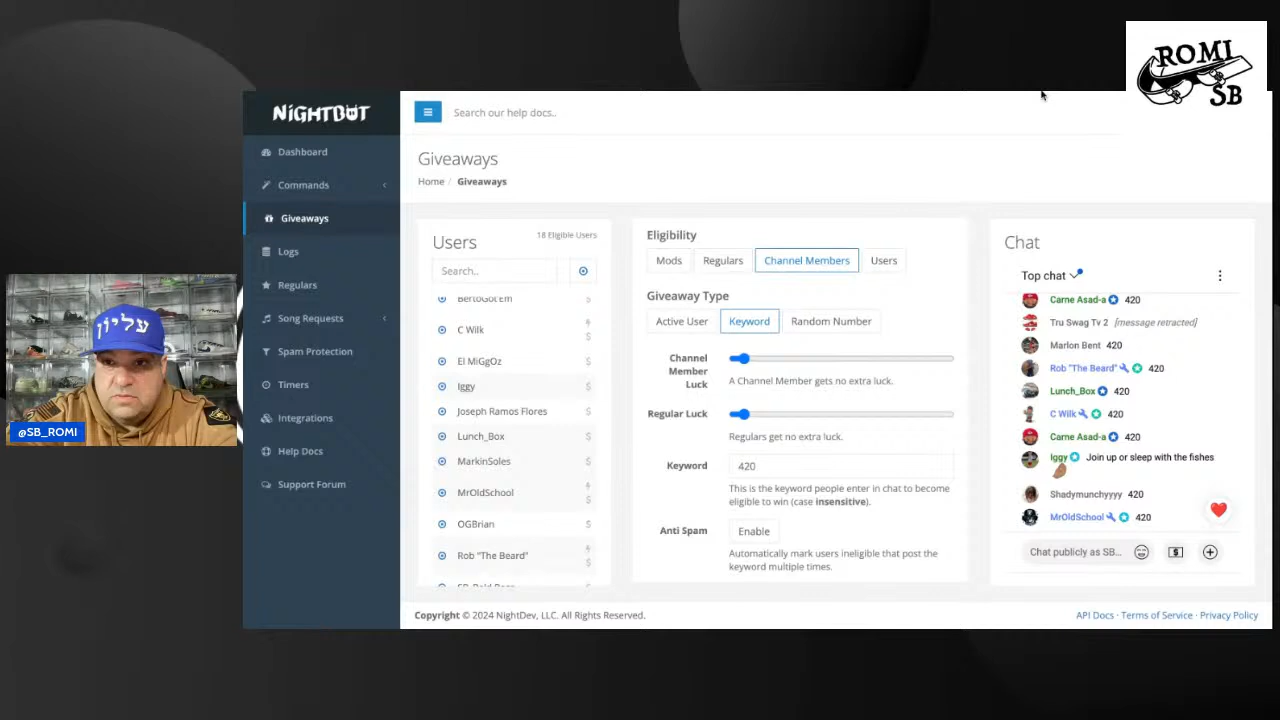 ROMI
SB
NIGHTBOT
Search our help docs..
Dashboard
Commands
Giveaways
Logs
Regulars
Song Requests
Spam Protection
Timers
Integrations
Help Docs
Support Forum
Giveaways
Home / Giveaways
Users
18 Eligible Users
Search..
BertoGot'Em $
C Wilk $
El MiGgOz $
Iggy $
Joseph Ramos Flores $
Lunch_Box $
MarkinSoles $
MrOldSchool $
OGBrian $
Rob "The Beard" $
Eligibility
Mods Regulars Channel Members Users
Giveaway Type
Active User Keyword Random Number
Channel
Member
Luck
A Channel Member gets no extra luck.
Regular Luck
Regulars get no extra luck.
Keyword 420
This is the keyword people enter in chat to become
eligible to win (case insensitive).
Anti Spam Enable
Automatically mark users ineligible that post the
keyword multiple times.
Chat
Top chat
Carne Asad-a 420
Tru Swag Tv 2 [message retracted]
Marlon Bent 420
Rob "The Beard" 420
Lunch_Box 420
C Wilk 420
Carne Asad-a 420
Iggy Join up or sleep with the fishes
Shadymunchyyyy 420
MrOldSchool 420
Chat publicly as SB... $
Copyright © 2024 NightDev, LLC. All Rights Reserved.
API Docs · Terms of Service · Privacy Policy
עליון
@SB_ROMI